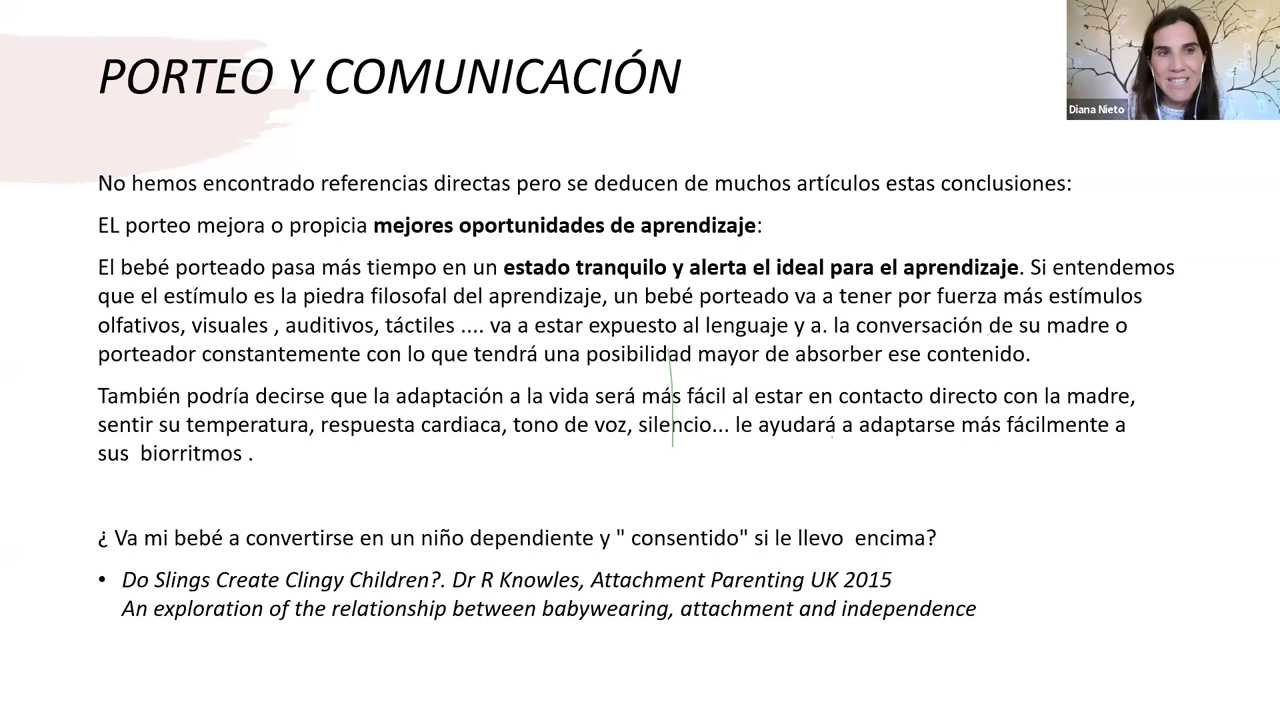 PORTEO Y COMUNICACIÓN
Diana Nieto
No hemos encontrado referencias directas pero se deducen de muchos artículos estas conclusiones:
EL porteo mejora o propicia mejores oportunidades de aprendizaje:
El bebé porteado pasa más tiempo en un estado tranquilo y alerta el ideal para el aprendizaje. Si entendemos
que el estímulo es la piedra filosofal del aprendizaje, un bebé porteado va a tener por fuerza más estímulos
olfativos, visuales , auditivos, táctiles .... va a estar expuesto al lenguaje y a. la conversación de su madre o
porteador constantemente con lo que tendrá una posibilidad mayor de absorber ese contenido.
También podría decirse que la adaptación a la vida será más fácil al estar en contacto directo con la madre,
sentir su temperatura, respuesta cardiaca, tono de voz, silencio... le ayudará a adaptarse más fácilmente a
sus  biorritmos .
¿ Va mi bebé a convertirse en un niño dependiente y " consentido" si le llevo  encima?
• Do Slings Create Clingy Children?. Dr R Knowles, Attachment Parenting UK 2015
An exploration of the relationship between babywearing, attachment and independence